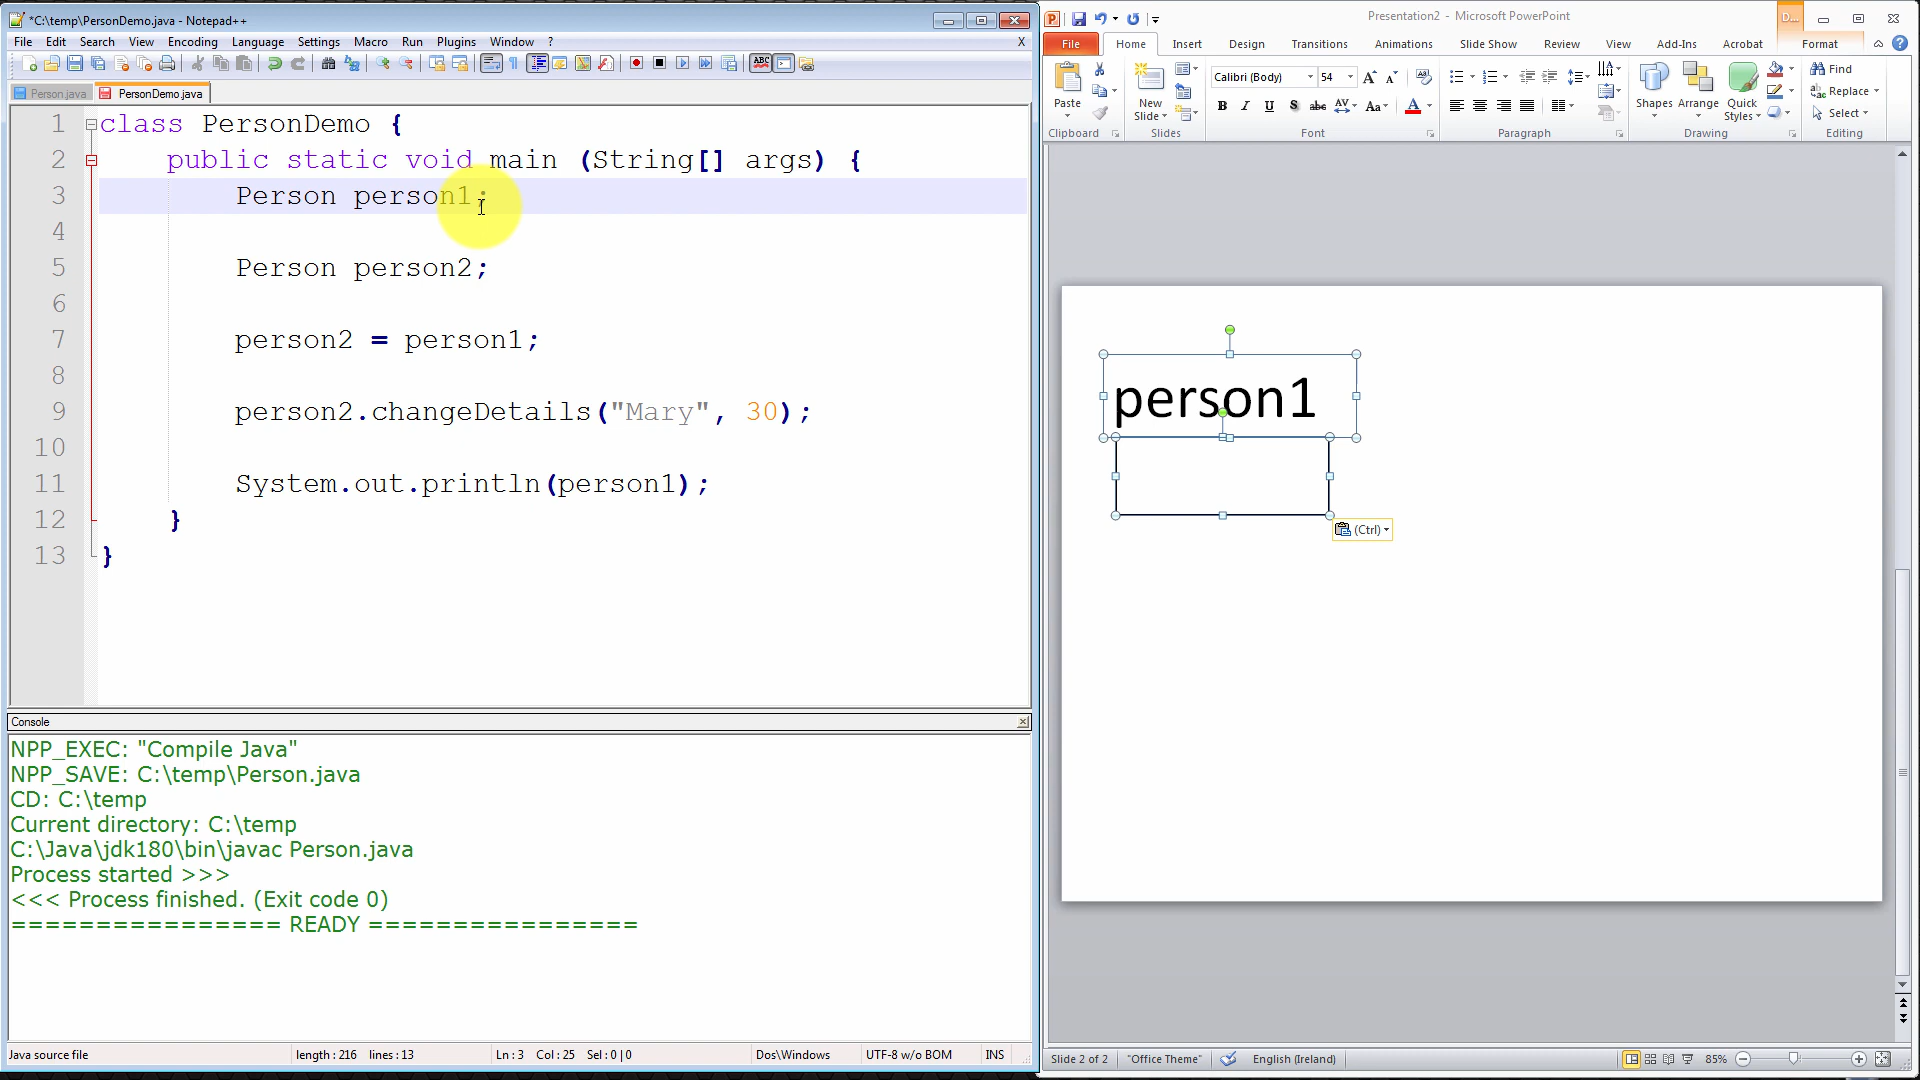 *C:\temp\PersonDemo.java - Notepad++
File Edit Search View Encoding Language Settings Macro Run Plugins Window ? X
Person.java PersonDemo.java
1 class PersonDemo {
2 public static void main (String[] args) {
3 Person person1;
4
5 Person person2;
6
7 person2 = person1;
8
9 person2.changeDetails("Mary", 30);
10
11 System.out.println(person1);
12 }
13 }
Console
NPP_EXEC: "Compile Java"
NPP_SAVE: C:\temp\Person.java
CD: C:\temp
Current directory: C:\temp
C:\Java\jdk180\bin\javac Person.java
Process started >>>
<<< Process finished. (Exit code 0)
================ READY ================
Java source file length : 216 lines : 13 Ln : 3 Col : 25 Sel : 0 | 0 Dos\Windows UTF-8 w/o BOM INS
Presentation2 - Microsoft PowerPoint D...
File Home Insert Design Transitions Animations Slide Show Review View Add-Ins Acrobat Format
Paste
Clipboard
New Slide
Slides
Calibri (Body) 54
B I U S abc AV Aa A
Font
Paragraph
Shapes Arrange Quick Styles
Drawing
Find
Replace
Select
Editing
person1
(Ctrl)
Slide 2 of 2 "Office Theme" English (Ireland) 85%